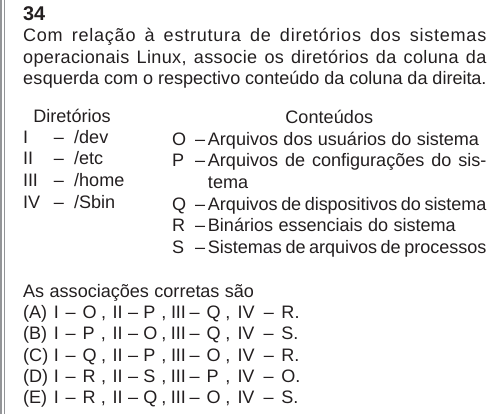 34
Com relação à estrutura de diretórios dos sistemas
operacionais Linux, associe os diretórios da coluna da
esquerda com o respectivo conteúdo da coluna da direita.
Diretórios
I – /dev
II – /etc
III – /home
IV – /Sbin
Conteúdos
O – Arquivos dos usuários do sistema
P – Arquivos de configurações do sis-
tema
Q – Arquivos de dispositivos do sistema
R – Binários essenciais do sistema
S – Sistemas de arquivos de processos
As associações corretas são
(A) I – O , II – P , III – Q , IV – R.
(B) I – P , II – O , III – Q , IV – S.
(C) I – Q , II – P , III – O , IV – R.
(D) I – R , II – S , III – P , IV – O.
(E) I – R , II – Q , III – O , IV – S.